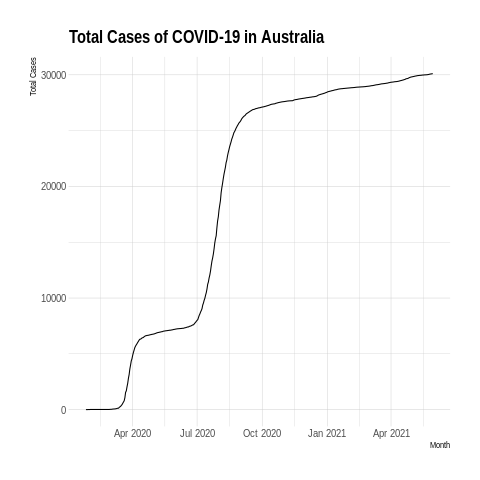 Total Cases of COVID-19 in Australia
Total Cases
30000
20000
10000
0
Apr 2020 Jul 2020 Oct 2020 Jan 2021 Apr 2021
Month